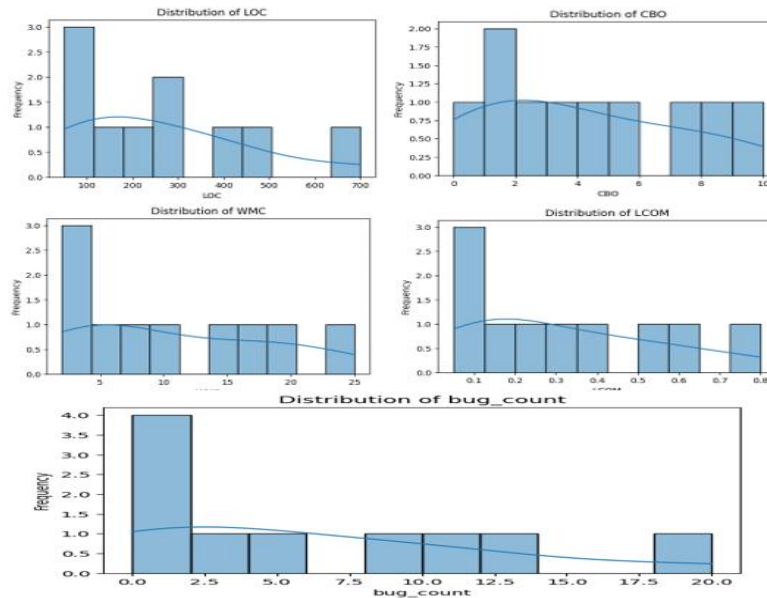 Distribution of LOC
3.0
2.5
2.0
1.5
1.0
0.5
0.0
Frequency
100 200 300 400 500 600 700
LOC
Distribution of CBO
2.00
1.75
1.50
1.25
1.00
0.75
0.50
0.25
0.00
Frequency
0 2 4 6 8 10
CBO
Distribution of WMC
3.0
2.5
2.0
1.5
1.0
0.5
0.0
Frequency
5 10 15 20 25
Distribution of LCOM
3.0
2.5
2.0
1.5
1.0
0.5
0.0
Frequency
0.1 0.2 0.3 0.4 0.5 0.6 0.7 0.8
LCOM
Distribution of bug_count
4.0
3.5
3.0
2.5
2.0
1.5
1.0
0.5
0.0
Frequency
0.0 2.5 5.0 7.5 10.0 12.5 15.0 17.5 20.0
bug_count